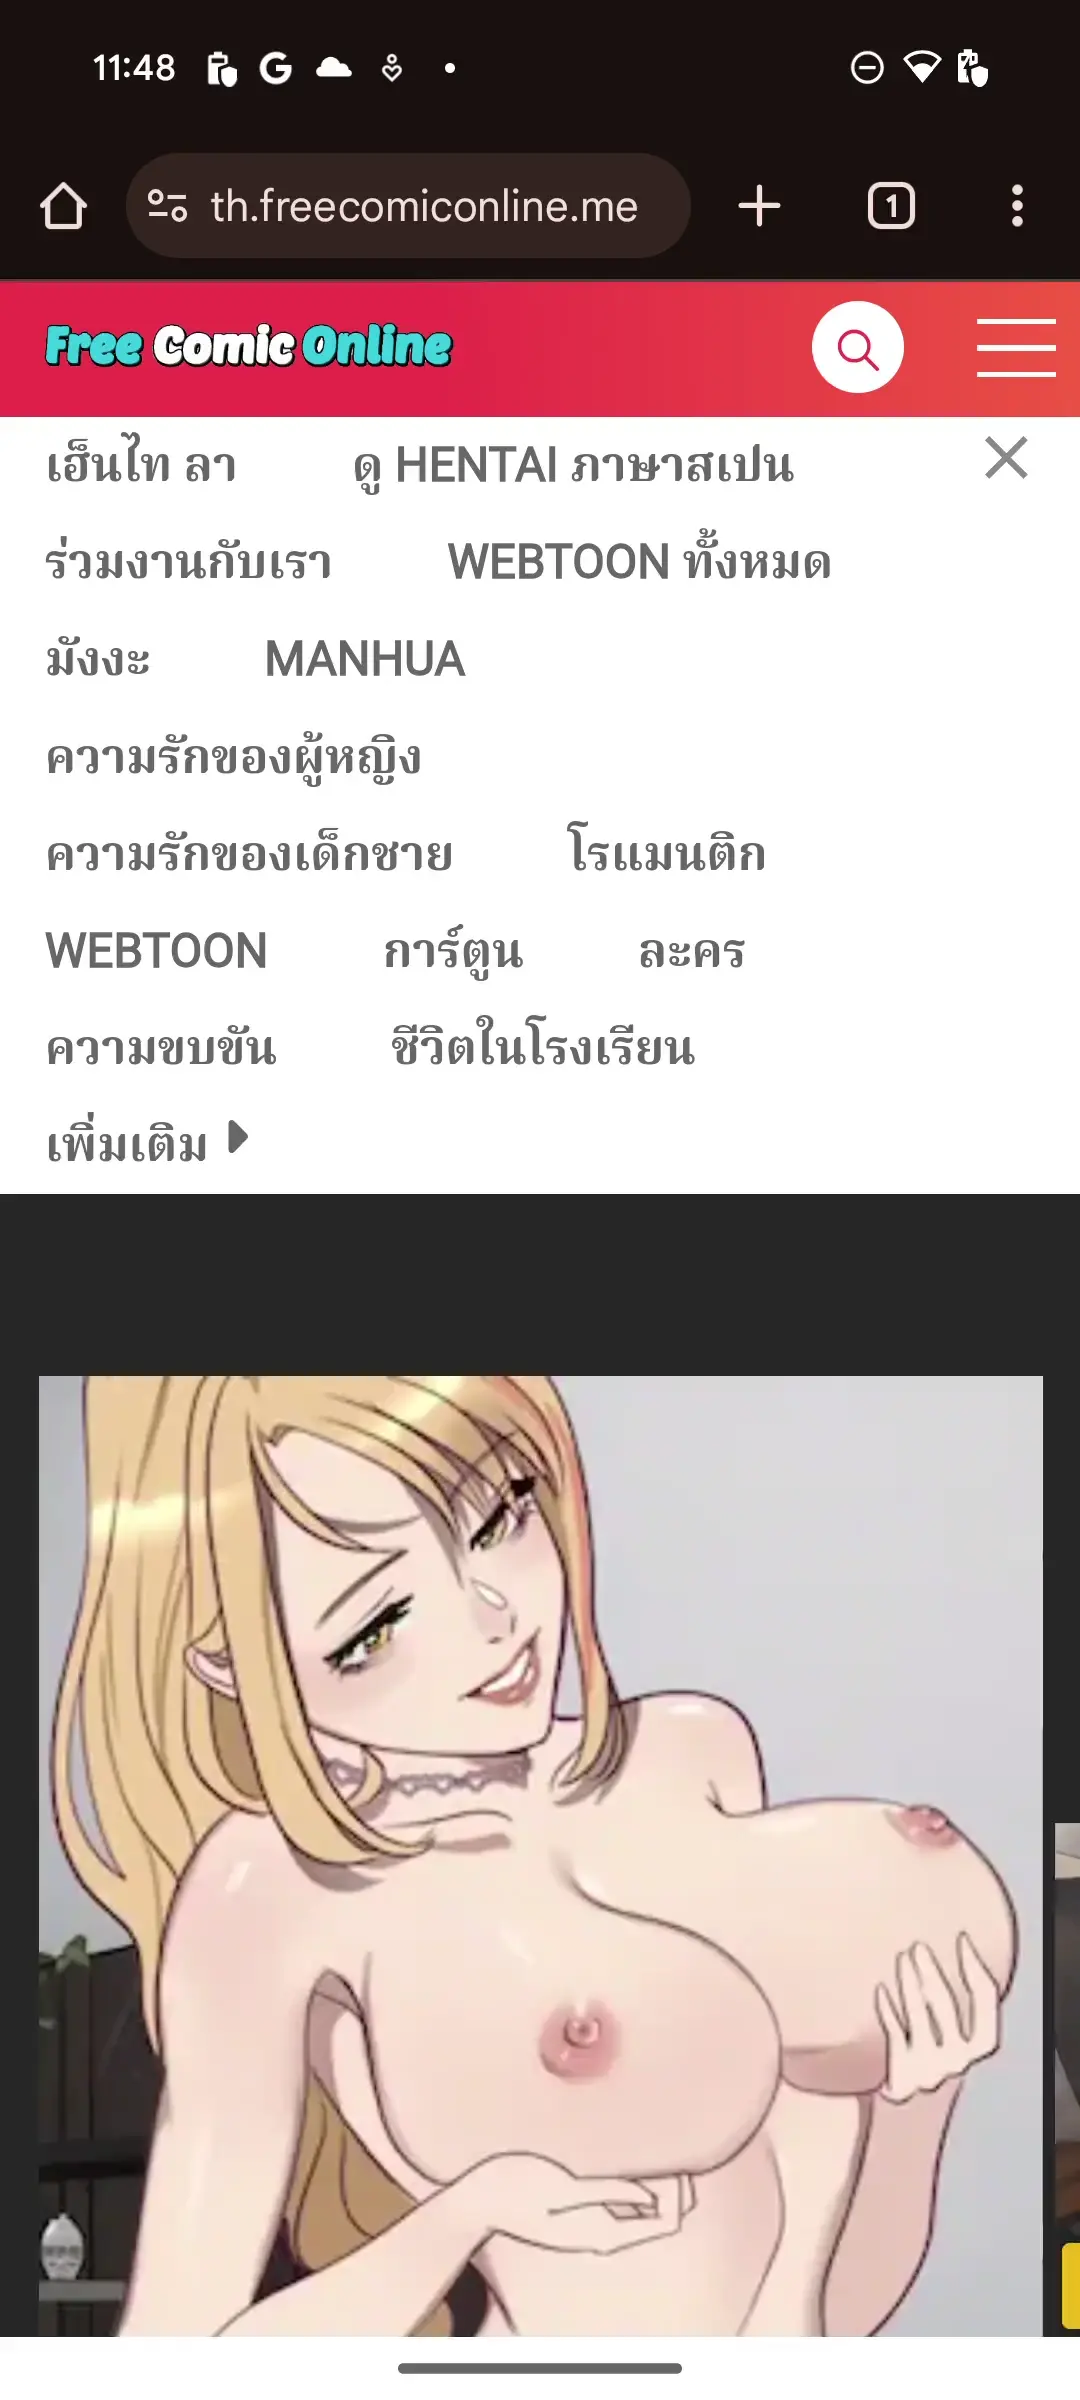 11:48
th.freecomiconline.me
1
Free Comic Online
เฮ็นไท ลา ดู HENTAI ภาษาสเปน
ร่วมงานกับเรา WEBTOON ทั้งหมด
มังงะ MANHUA
ความรักของผู้หญิง
ความรักของเด็กชาย โรแมนติก
WEBTOON การ์ตูน ละคร
ความขบขัน ชีวิตในโรงเรียน
เพิ่มเติม